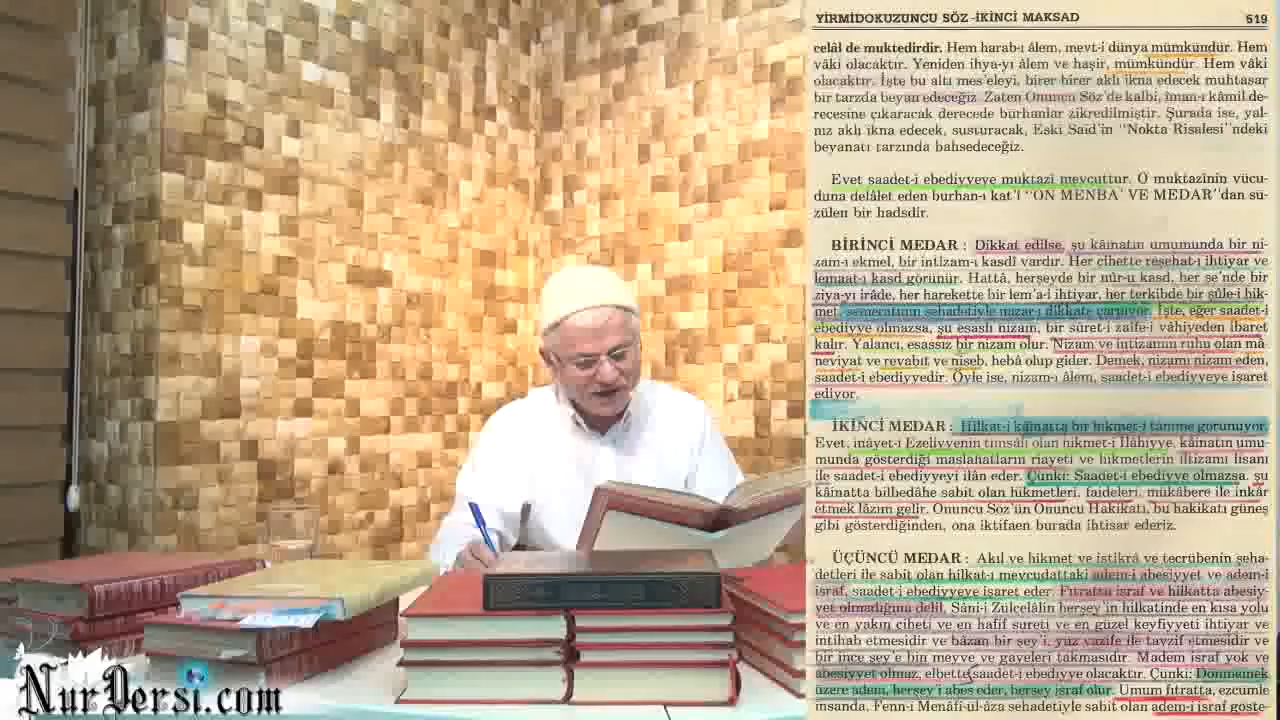 YİRMİDOKUZUNCU SÖZ -İKİNCİ MAKSAD 519
celâl de muktedirdir. Hem harab-ı âlem, mevt-i dünya mümkündür. Hem
vâki olacaktır. Yeniden ihya-yı âlem ve haşir, mümkündür. Hem vâki
olacaktır. İşte bu altı mes'eleyi, birer birer aklı ikna edecek muhtasar
bir tarzda beyan edeceğiz. Zaten Onuncu Söz'de kalbi, iman-ı kâmil de-
recesine çıkaracak derecede burhanlar zikredilmiştir. Şurada ise, yal-
nız aklı ikna edecek, susturacak, Eski Said'in "Nokta Risalesi"ndeki
beyanatı tarzında bahsedeceğiz.
Evet saadet-i ebediyyeye muktazi mevcuttur. O muktazînin vücu-
duna delâlet eden burhan-ı kat'î "ON MENBA' VE MEDAR"dan sü-
zülen bir hadsdir.
BİRİNCİ MEDAR : Dikkat edilse, şu kâinatın umumunda bir ni-
zam-ı ekmel, bir intizam-ı kasdî vardır. Her cihette reşehat-ı ihtiyar ve
lemaat-ı kasd görünür. Hattâ, herşeyde bir nûr-u kasd, her şe'nde bir
ziya-yı irâde, her harekette bir lem'a-i ihtiyar, her terkibde bir şûle-i hik-
met, semeratının şehadetiyle nazar-ı dikkate çarpıyor. İşte, eğer saadet-i
ebediyye olmazsa, şu esaslı nizam, bir sûret-i zaife-i vâhiyeden ibaret
kalır. Yalancı, esassız bir nizam olur. Nizam ve intizamın ruhu olan mâ-
neviyat ve revabıt ve niseb, hebâ olup gider. Demek, nizamı nizam eden,
saadet-i ebediyyedir. Öyle ise, nizam-ı âlem, saadet-i ebediyyeye işaret
ediyor.
İKİNCİ MEDAR : Hilkat-i kâinatta bir hikmet-i tâmme görünüyor.
Evet, inâyet-i Ezeliyyenin timsâli olan hikmet-i İlâhiyye, kâinatın umu-
munda gösterdiği maslahatların riayeti ve hikmetlerin iltizamı lisanı
ile saadet-i ebediyyeyi ilân eder. Çünki: Saadet-i ebediyye olmazsa, şu
kâinatta bilbedâhe sabit olan hikmetleri, faideleri, mükâbere ile inkâr
etmek lâzım gelir. Onuncu Söz'ün Onuncu Hakikatı, bu hakikatı güneş
gibi gösterdiğinden, ona iktifaen burada ihtisar ederiz.
ÜÇÜNCÜ MEDAR : Akıl ve hikmet ve istikrâ ve tecrübenin şeha-
detleri ile sabit olan hilkat-ı mevcudattaki adem-i abesiyyet ve adem-i
israf, saadet-i ebediyyeye işaret eder. Fıtratta israf ve hilkatta abesiy-
yet olmadığına delil, Sâni-i Zülcelâlin herşey'in hilkatinde en kısa yolu
ve en yakın ciheti ve en hafif sureti ve en güzel keyfiyyeti ihtiyar ve
intihab etmesidir ve bâzan bir şey'i, yüz vazife ile tavzif etmesidir ve
bir ince şey'e bin meyve ve gayeleri takmasıdır. Madem israf yok ve
abesiyyet olmaz, elbette saadet-i ebediyye olacaktır. Çünki: Dönmemek
üzere adem, herşey'i abes eder, herşey israf olur. Umum fıtratta, ezcümle
insanda, Fenn-i Menâfi-ul-âza şehadetiyle sabit olan adem-i israf göste-
NurDersi.com